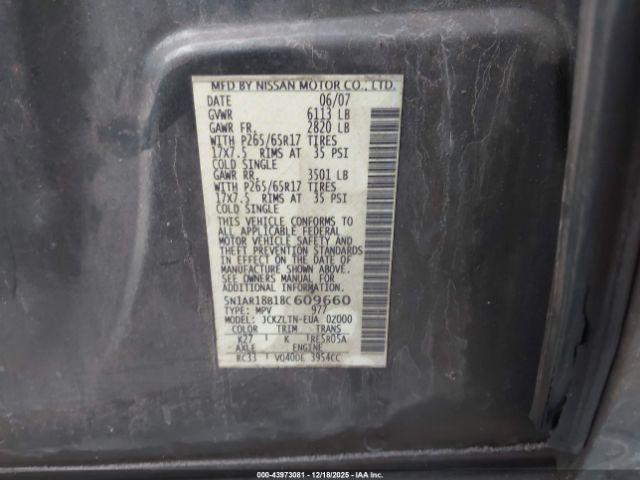 MFD BY NISSAN MOTOR CO., LTD.
DATE 06/07
GVWR 6113 LB
GAWR FR. 2820 LB
WITH P265/65R17 TIRES
17X7.5 RIMS AT 35 PSI
COLD SINGLE
GAWR RR. 3501 LB
WITH P265/65R17 TIRES
17X7.5 RIMS AT 35 PSI
COLD SINGLE
THIS VEHICLE CONFORMS TO
ALL APPLICABLE FEDERAL
MOTOR VEHICLE SAFETY AND
THEFT PREVENTION STANDARDS
IN EFFECT ON THE DATE OF
MANUFACTURE SHOWN ABOVE.
SEE OWNERS MANUAL FOR
ADDITIONAL INFORMATION.
5N1AR18B18C609660
TYPE: MPV 977
MODEL: JCKZLTN-EUA 02000
COLOR TRIM TRANS
K27 K TRE5R05A
AXLE ENGINE
RC33 VQ40DE 3954CC
000-43973081 - 12/18/2025 - IAA Inc.